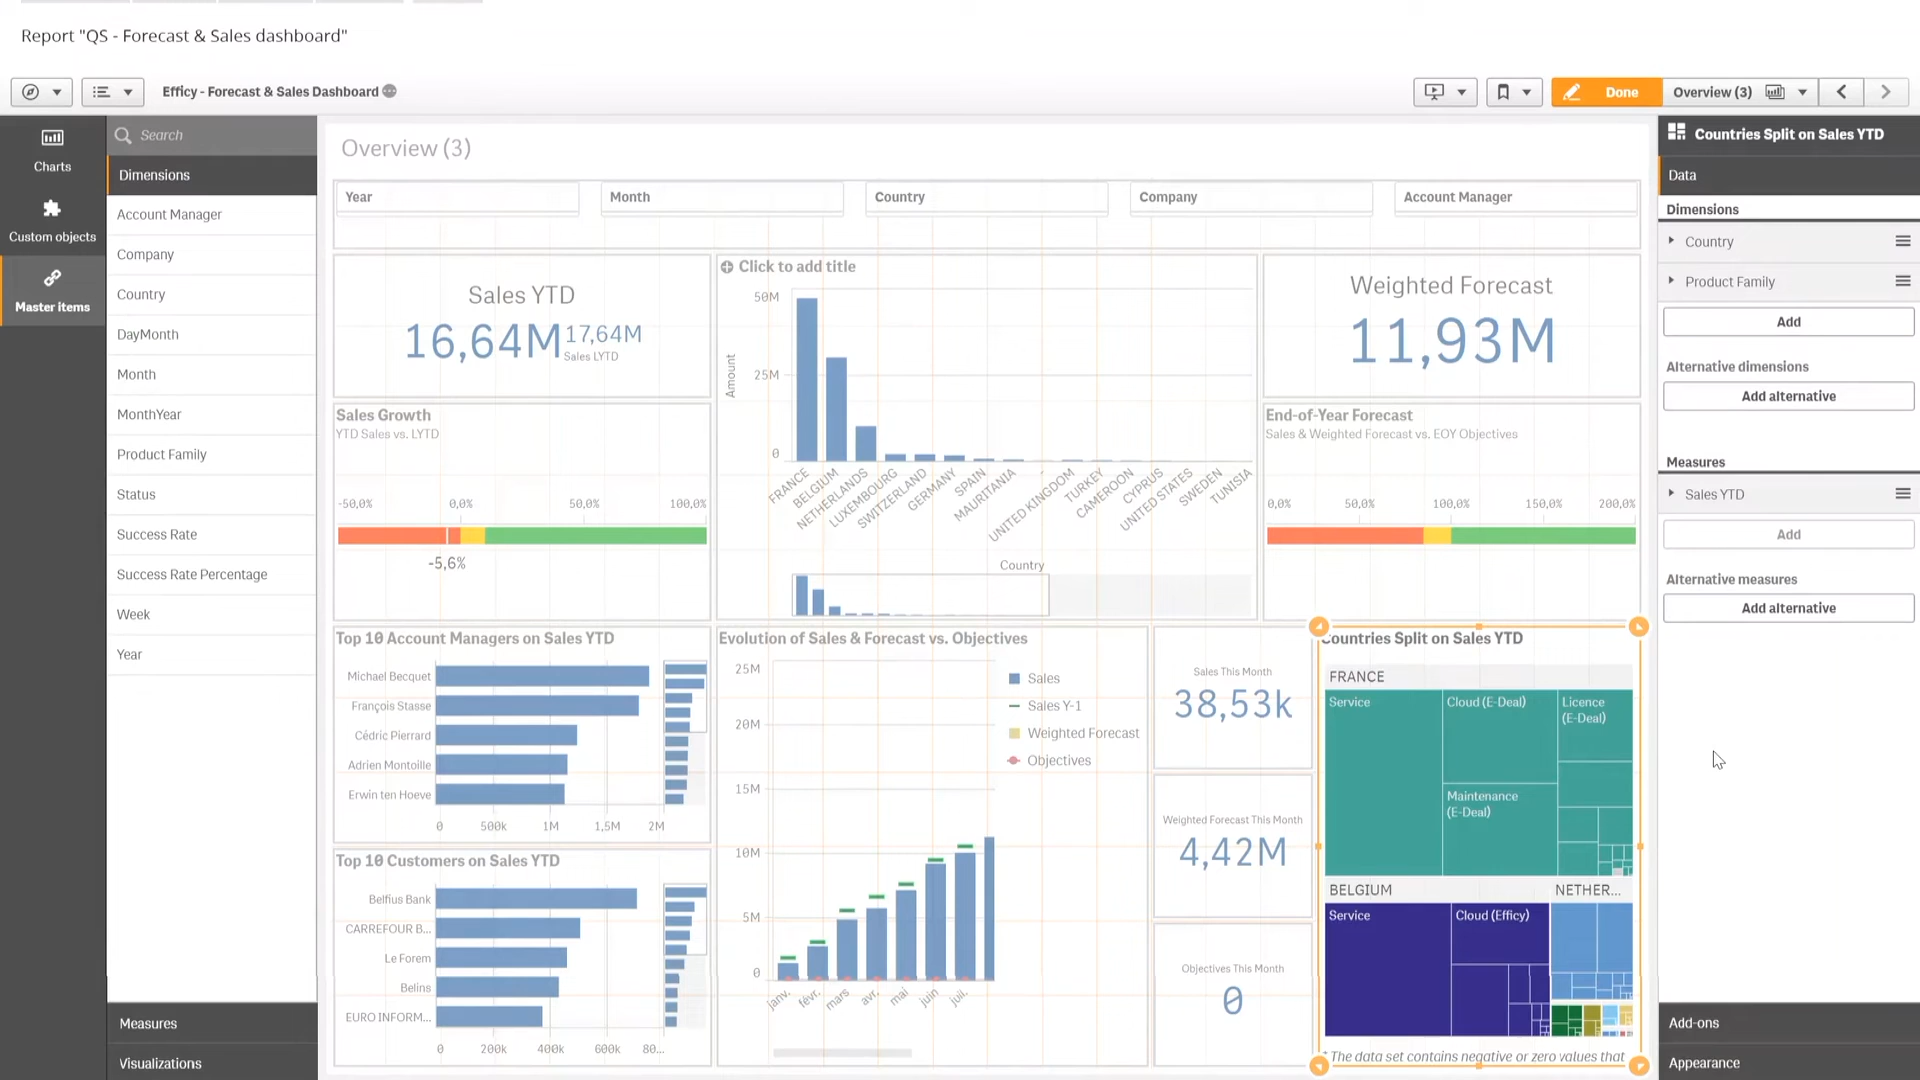 Report "QS - Forecast & Sales dashboard"
Efficy - Forecast & Sales Dashboard
Done
Overview (3)
Charts
Custom objects
Master items
Search
Dimensions
Account Manager
Company
Country
DayMonth
Month
MonthYear
Product Family
Status
Success Rate
Success Rate Percentage
Week
Year
Measures
Visualizations
Overview (3)
Year
Month
Country
Company
Account Manager
Sales YTD
16,64M
17,64M
Sales LYTD
Click to add title
50M
25M
0
Amount
FRANCE
BELGIUM
NETHERLANDS
LUXEMBOURG
SWITZERLAND
GERMANY
SPAIN
MAURITANIA
-
UNITED KINGDOM
TURKEY
CAMEROON
CYPRUS
UNITED STATES
SWEDEN
TUNISIA
Country
Weighted Forecast
11,93M
Sales Growth
YTD Sales vs. LYTD
-50,0%
0,0%
50,0%
100,0%
-5,6%
End-of-Year Forecast
Sales & Weighted Forecast vs. EOY Objectives
0,0%
50,0%
100,0%
150,0%
200,0%
Top 10 Account Managers on Sales YTD
Michael Becquet
François Stasse
Cédric Pierrard
Adrien Montoille
Erwin ten Hoeve
0
500k
1M
1,5M
2M
Top 10 Customers on Sales YTD
Belfius Bank
CARREFOUR B...
Le Forem
Belins
EURO INFORM...
0
200k
400k
600k
80...
Evolution of Sales & Forecast vs. Objectives
25M
20M
15M
10M
5M
0
janv.
févr.
mars
avr.
mai
juin
juil.
Sales
Sales Y-1
Weighted Forecast
Objectives
Sales This Month
38,53k
Weighted Forecast This Month
4,42M
Objectives This Month
0
Countries Split on Sales YTD
FRANCE
Service
Cloud (E-Deal)
Licence
(E-Deal)
Maintenance
(E-Deal)
BELGIUM
NETHER...
Service
Cloud (Efficy)
* The data set contains negative or zero values that
Countries Split on Sales YTD
Data
Dimensions
Country
Product Family
Add
Alternative dimensions
Add alternative
Measures
Sales YTD
Add
Alternative measures
Add alternative
Add-ons
Appearance